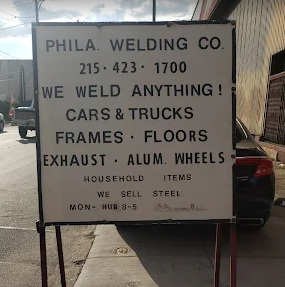 PHILA. WELDING CO.
215 · 423 · 1700
WE WELD ANYTHING!
CARS & TRUCKS
FRAMES · FLOORS
EXHAUST · ALUM. WHEELS
HOUSEHOLD ITEMS
WE SELL STEEL
MON- HUR 8-5